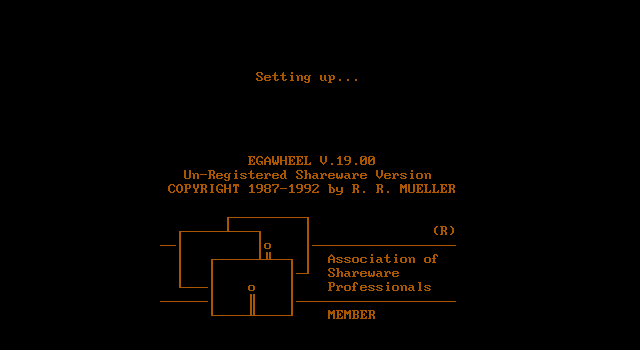 Setting up...
EGAWHEEL V.19.00
Un-Registered Shareware Version
COPYRIGHT 1987-1992 by R. R. MUELLER
(R)
Association of
Shareware
Professionals
MEMBER